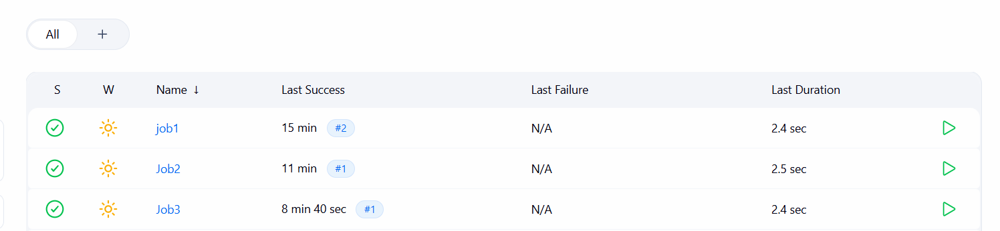 All +
S W Name ↓ Last Success Last Failure Last Duration
job1 15 min #2 N/A 2.4 sec
Job2 11 min #1 N/A 2.5 sec
Job3 8 min 40 sec #1 N/A 2.4 sec